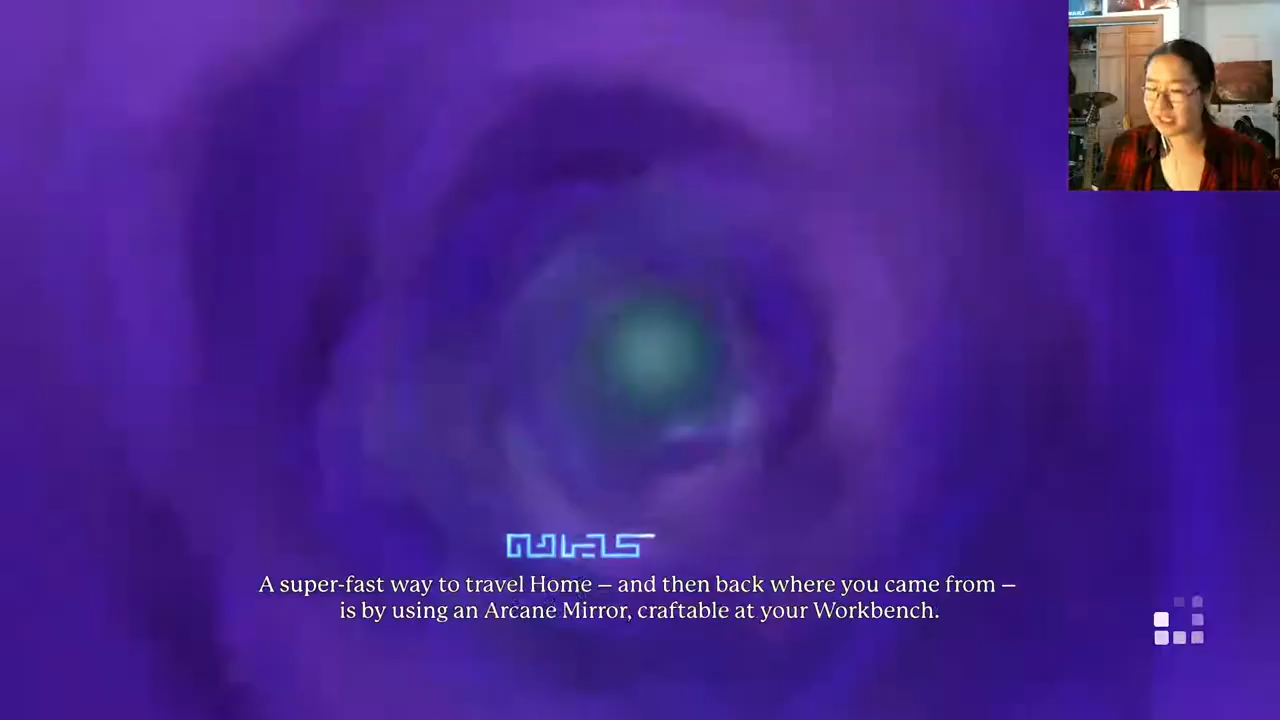 A super-fast way to travel Home – and then back where you came from –
is by using an Arcane Mirror, craftable at your Workbench.